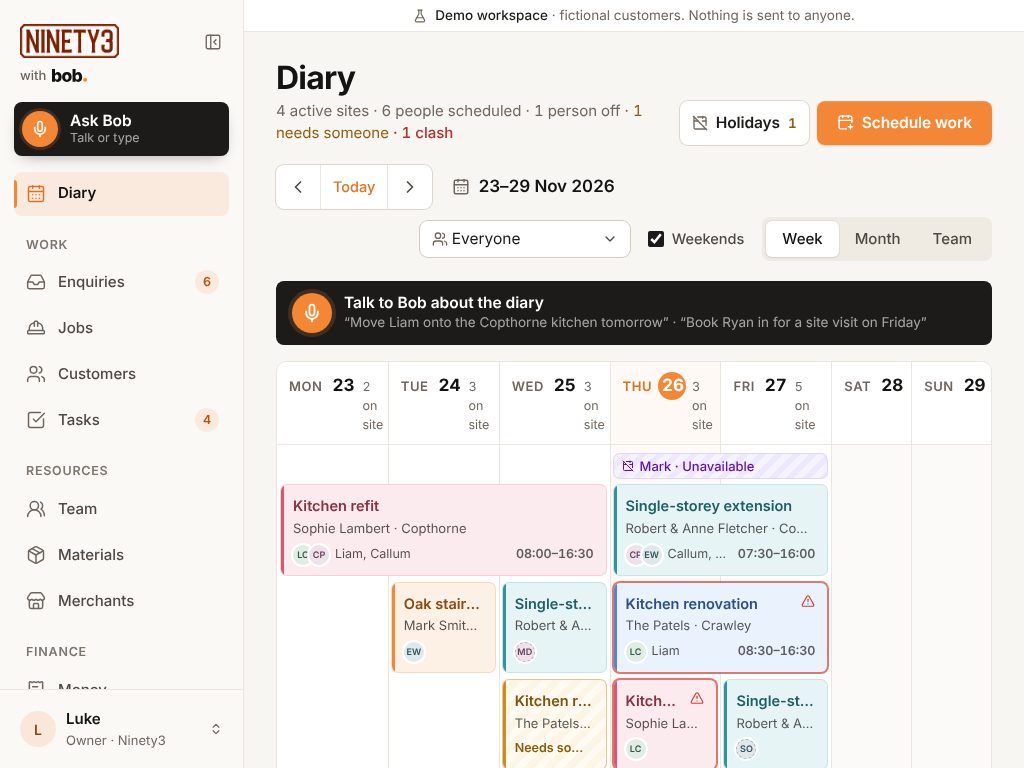 Demo workspace · fictional customers. Nothing is sent to anyone.
NINETY3
with bob.
Ask Bob
Talk or type
Diary
WORK
Enquiries 6
Jobs
Customers
Tasks 4
RESOURCES
Team
Materials
Merchants
FINANCE
Money
L
Luke
Owner · Ninety3
Diary
4 active sites · 6 people scheduled · 1 person off · 1
needs someone · 1 clash
Holidays 1
Schedule work
Today
23–29 Nov 2026
Everyone
Weekends
Week Month Team
Talk to Bob about the diary
“Move Liam onto the Copthorne kitchen tomorrow” · “Book Ryan in for a site visit on Friday”
MON 23 2 on site
TUE 24 3 on site
WED 25 3 on site
THU 26 3 on site
FRI 27 5 on site
SAT 28
SUN 29
Mark · Unavailable
Kitchen refit
Sophie Lambert · Copthorne
LC CP Liam, Callum 08:00–16:30
Single-storey extension
Robert & Anne Fletcher · Co...
CP EW Callum, ... 07:30–16:00
Oak stair...
Mark Smit...
EW
Single-st...
Robert & A...
MD
Kitchen renovation
The Patels · Crawley
LC Liam 08:30–16:30
Kitchen r...
The Patels...
Needs so...
Kitch...
Sophie La...
LC
Single-st...
Robert & A...
SO